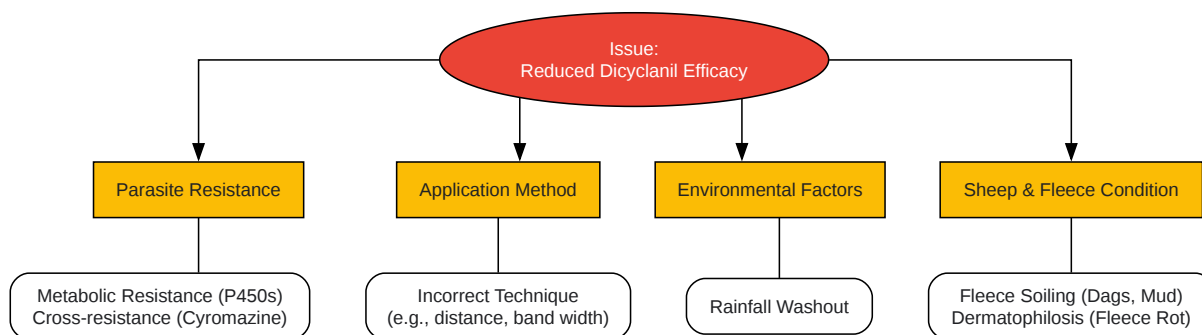 Issue:
Reduced Dicyclanil Efficacy
Parasite Resistance
Application Method
Environmental Factors
Sheep & Fleece Condition
Metabolic Resistance (P450s)
Cross-resistance (Cyromazine)
Incorrect Technique
(e.g., distance, band width)
Rainfall Washout
Fleece Soiling (Dags, Mud)
Dermatophilosis (Fleece Rot)